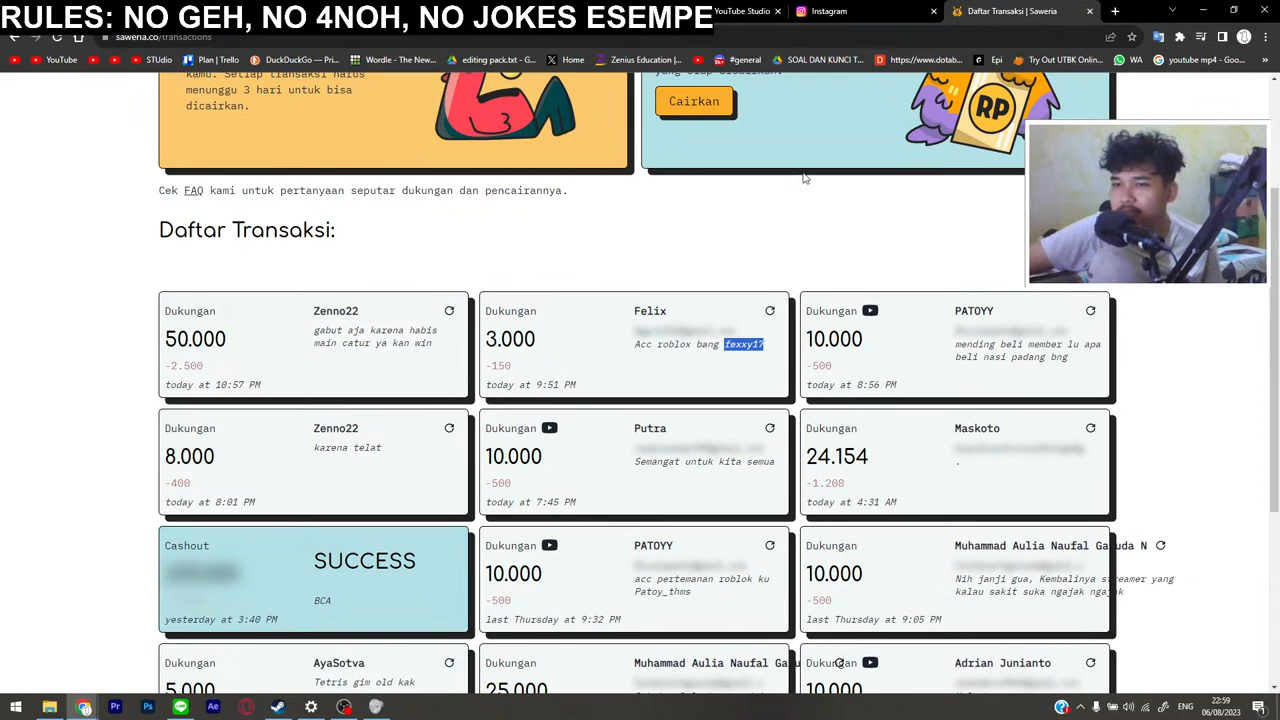 RULES: NO GEH, NO 4NOH, NO JOKES ESEMPE
YouTube Studio
Instagram
Daftar Transaksi | Saweria
saweria.co/transactions
YouTube
STUdio
Plan | Trello
DuckDuckGo — Pri...
Wordle - The New...
editing pack.txt - G...
Home
Zenius Education,...
#general
SOAL DAN KUNCI T...
https://www.dotab...
Epi
Try Out UTBK Onlin...
WA
youtube mp4 - Goo...
kamu. Setiap transaksi harus
menunggu 3 hari untuk bisa
dicairkan.
yang siap dicairkan.
Cairkan
RP
Cek FAQ kami untuk pertanyaan seputar dukungan dan pencairannya.
Daftar Transaksi:
Dukungan
Zenno22
50.000
gabut aja karena habis
main catur ya kan win
-2.500
today at 10:57 PM
Dukungan
Felix
3.000
Acc roblox bang fexxy17
-150
today at 9:51 PM
Dukungan
PATOYY
10.000
mending beli member lu apa
beli nasi padang bng
-500
today at 8:56 PM
Dukungan
Zenno22
8.000
karena telat
-400
today at 8:01 PM
Dukungan
Putra
10.000
Semangat untuk kita semua
-500
today at 7:45 PM
Dukungan
Maskoto
24.154
.
-1.208
today at 4:31 AM
Cashout
SUCCESS
BCA
yesterday at 3:40 PM
Dukungan
PATOYY
10.000
acc pertemanan roblok ku
Patoy_thms
-500
last Thursday at 9:32 PM
Dukungan
Muhammad Aulia Naufal Garuda N
10.000
Nih janji gua, Kembalinya streamer yang
kalau sakit suka ngajak ngajak
-500
last Thursday at 9:05 PM
Dukungan
AyaSotva
5.000
Tetris gim old kak
Dukungan
Muhammad Aulia Naufal Garu
25.000
Dukungan
Adrian Junianto
10.000
22:59
06/08/2023